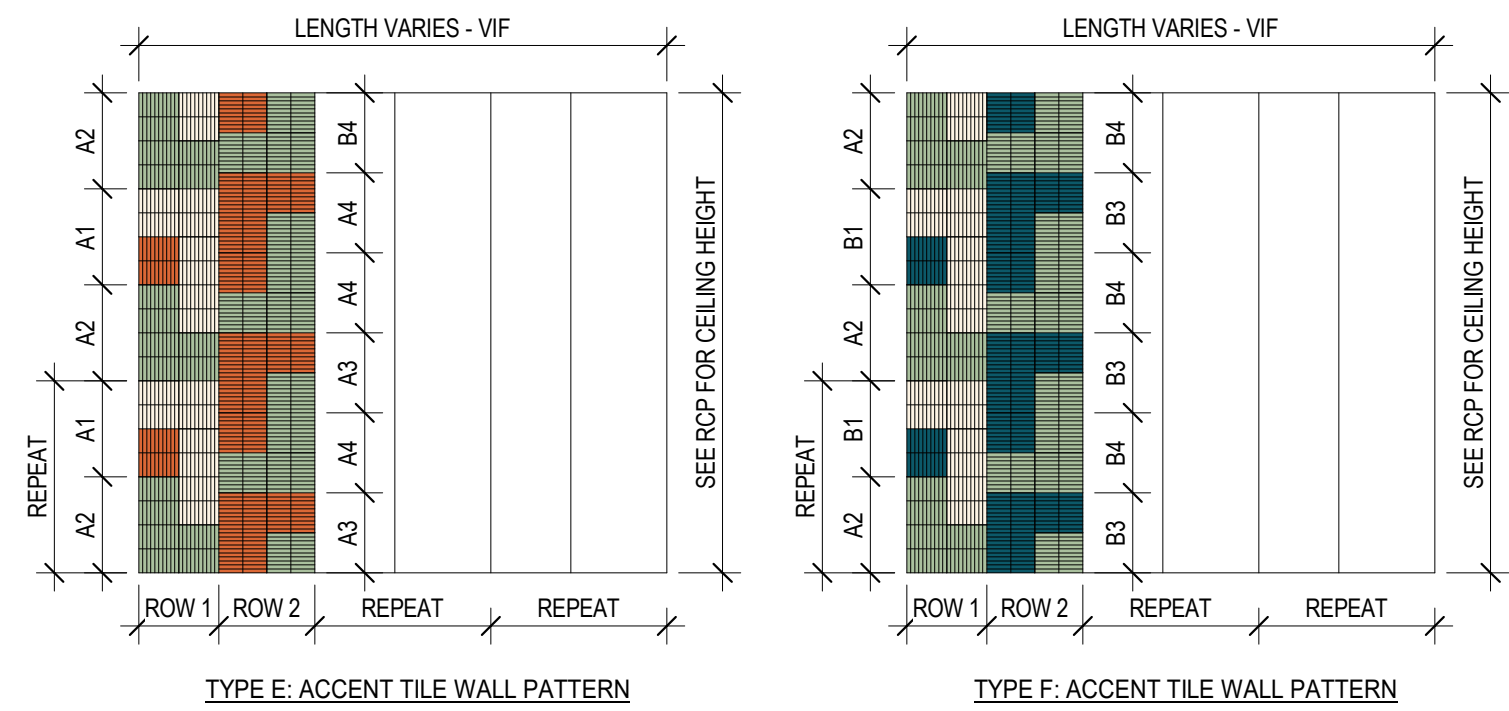 LENGTH VARIES - VIF
A2
A1
A2
A1
A2
REPEAT
B4
A4
A4
A3
A4
A3
SEE RCP FOR CEILING HEIGHT
ROW 1
ROW 2
REPEAT
REPEAT
TYPE E: ACCENT TILE WALL PATTERN
LENGTH VARIES - VIF
A2
B1
A2
B1
A2
REPEAT
B4
B3
B4
B3
B4
B3
SEE RCP FOR CEILING HEIGHT
ROW 1
ROW 2
REPEAT
REPEAT
TYPE F: ACCENT TILE WALL PATTERN